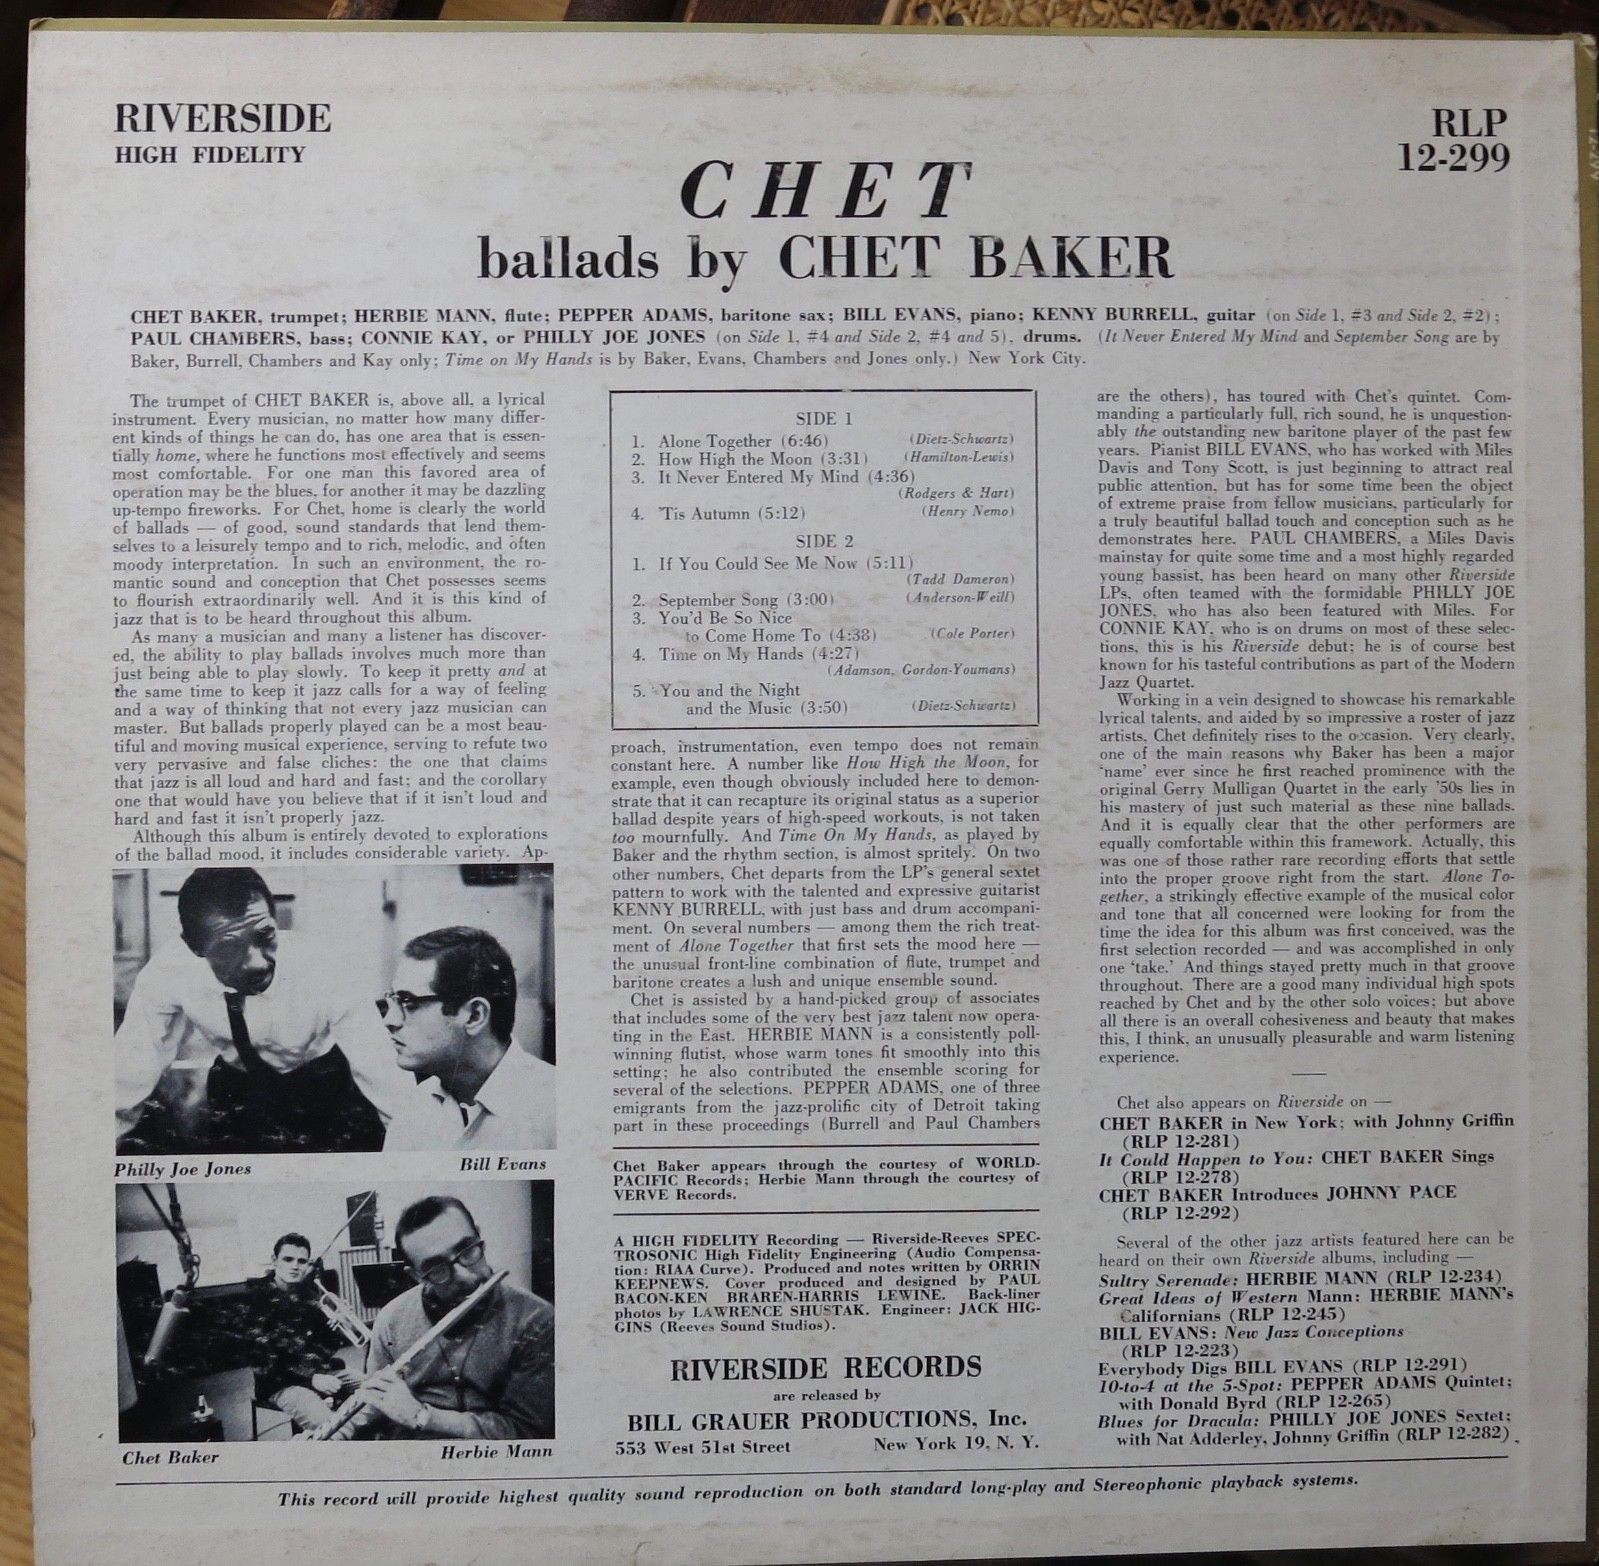 RIVERSIDE
HIGH FIDELITY
RLP
12-299
CHET
ballads by CHET BAKER
CHET BAKER, trumpet; HERBIE MANN, flute; PEPPER ADAMS, baritone sax; BILL EVANS, piano; KENNY BURRELL, guitar (on Side 1, #3 and Side 2, #2);
PAUL CHAMBERS, bass; CONNIE KAY, or PHILLY JOE JONES (on Side 1, #4 and Side 2, #4 and 5), drums. (It Never Entered My Mind and September Song are by
Baker, Burrell, Chambers and Kay only; Time on My Hands is by Baker, Evans, Chambers and Jones only.) New York City.
The trumpet of CHET BAKER is, above all, a lyrical
instrument. Every musician, no matter how many differ-
ent kinds of things he can do, has one area that is essen-
tially home, where he functions most effectively and seems
most comfortable. For one man this favored area of
operation may be the blues, for another it may be dazzling
up-tempo fireworks. For Chet, home is clearly the world
of ballads — of good, sound standards that lend them-
selves to a leisurely tempo and to rich, melodic, and often
moody interpretation. In such an environment, the ro-
mantic sound and conception that Chet possesses seems
to flourish extraordinarily well. And it is this kind of
jazz that is to be heard throughout this album.
As many a musician and many a listener has discover-
ed, the ability to play ballads involves much more than
just being able to play slowly. To keep it pretty and at
the same time to keep it jazz calls for a way of feeling
and a way of thinking that not every jazz musician can
master. But ballads properly played can be a most beau-
tiful and moving musical experience, serving to refute two
very pervasive and false cliches: the one that claims
that jazz is all loud and hard and fast; and the corollary
one that would have you believe that if it isn't loud and
hard and fast it isn't properly jazz.
Although this album is entirely devoted to explorations
of the ballad mood, it includes considerable variety. Ap-
Philly Joe Jones
Bill Evans
Chet Baker
Herbie Mann
SIDE 1
1. Alone Together (6:46) (Dietz-Schwartz)
2. How High the Moon (3:31) (Hamilton-Lewis)
3. It Never Entered My Mind (4:36)
(Rodgers & Hart)
4. 'Tis Autumn (5:12) (Henry Nemo)
SIDE 2
1. If You Could See Me Now (5:11)
(Tadd Dameron)
2. September Song (3:00) (Anderson-Weill)
3. You'd Be So Nice
to Come Home To (4:38) (Cole Porter)
4. Time on My Hands (4:27)
(Adamson, Gordon-Youmans)
5. You and the Night
and the Music (3:50) (Dietz-Schwartz)
proach, instrumentation, even tempo does not remain
constant here. A number like How High the Moon, for
example, even though obviously included here to demon-
strate that it can recapture its original status as a superior
ballad despite years of high-speed workouts, is not taken
too mournfully. And Time On My Hands, as played by
Baker and the rhythm section, is almost spritely. On two
other numbers, Chet departs from the LP's general sextet
pattern to work with the talented and expressive guitarist
KENNY BURRELL, with just bass and drum accompani-
ment. On several numbers — among them the rich treat-
ment of Alone Together that first sets the mood here —
the unusual front-line combination of flute, trumpet and
baritone creates a lush and unique ensemble sound.
Chet is assisted by a hand-picked group of associates
that includes some of the very best jazz talent now opera-
ting in the East. HERBIE MANN is a consistently poll-
winning flutist, whose warm tones fit smoothly into this
setting; he also contributed the ensemble scoring for
several of the selections. PEPPER ADAMS, one of three
emigrants from the jazz-prolific city of Detroit taking
part in these proceedings (Burrell and Paul Chambers
Chet Baker appears through the courtesy of WORLD-
PACIFIC Records; Herbie Mann through the courtesy of
VERVE Records.
A HIGH FIDELITY Recording — Riverside-Reeves SPEC-
TROSONIC High Fidelity Engineering (Audio Compensa-
tion: RIAA Curve). Produced and notes written by ORRIN
KEEPNEWS. Cover produced and designed by PAUL
BACON-KEN BRAREN-HARRIS LEWINE. Back-liner
photos by LAWRENCE SHUSTAK. Engineer: JACK HIG-
GINS (Reeves Sound Studios).
RIVERSIDE RECORDS
are released by
BILL GRAUER PRODUCTIONS, Inc.
553 West 51st Street New York 19, N. Y.
are the others), has toured with Chet's quintet. Com-
manding a particularly full, rich sound, he is unquestion-
ably the outstanding new baritone player of the past few
years. Pianist BILL EVANS, who has worked with Miles
Davis and Tony Scott, is just beginning to attract real
public attention, but has for some time been the object
of extreme praise from fellow musicians, particularly for
a truly beautiful ballad touch and conception such as he
demonstrates here. PAUL CHAMBERS, a Miles Davis
mainstay for quite some time and a most highly regarded
young bassist, has been heard on many other Riverside
LPs, often teamed with the formidable PHILLY JOE
JONES, who has also been featured with Miles. For
CONNIE KAY, who is on drums on most of these selec-
tions, this is his Riverside debut; he is of course best
known for his tasteful contributions as part of the Modern
Jazz Quartet.
Working in a vein designed to showcase his remarkable
lyrical talents, and aided by so impressive a roster of jazz
artists, Chet definitely rises to the occasion. Very clearly,
one of the main reasons why Baker has been a major
'name' ever since he first reached prominence with the
original Gerry Mulligan Quartet in the early '50s lies in
his mastery of just such material as these nine ballads.
And it is equally clear that the other performers are
equally comfortable within this framework. Actually, this
was one of those rather rare recording efforts that settle
into the proper groove right from the start. Alone To-
gether, a strikingly effective example of the musical color
and tone that all concerned were looking for from the
time the idea for this album was first conceived, was the
first selection recorded — and was accomplished in only
one 'take.' And things stayed pretty much in that groove
throughout. There are a good many individual high spots
reached by Chet and by the other solo voices; but above
all there is an overall cohesiveness and beauty that makes
this, I think, an unusually pleasurable and warm listening
experience.
Chet also appears on Riverside on —
CHET BAKER in New York; with Johnny Griffin
(RLP 12-281)
It Could Happen to You: CHET BAKER Sings
(RLP 12-278)
CHET BAKER Introduces JOHNNY PACE
(RLP 12-292)
Several of the other jazz artists featured here can be
heard on their own Riverside albums, including —
Sultry Serenade: HERBIE MANN (RLP 12-234)
Great Ideas of Western Mann: HERBIE MANN's
Californians (RLP 12-245)
BILL EVANS: New Jazz Conceptions
(RLP 12-223)
Everybody Digs BILL EVANS (RLP 12-291)
10-to-4 at the 5-Spot: PEPPER ADAMS Quintet;
with Donald Byrd (RLP 12-265)
Blues for Dracula: PHILLY JOE JONES Sextet;
with Nat Adderley, Johnny Griffin (RLP 12-282)
This record will provide highest quality sound reproduction on both standard long-play and Stereophonic playback systems.